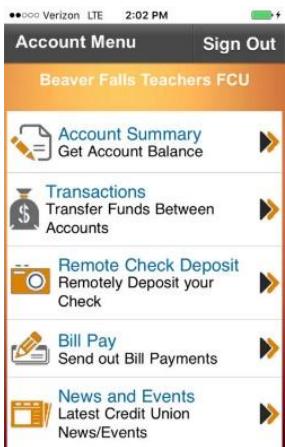 Verizon LTE 2:02 PM
Account Menu Sign Out
Beaver Falls Teachers FCU
Account Summary
Get Account Balance
Transactions
Transfer Funds Between
Accounts
$
Remote Check Deposit
Remotely Deposit your
Check
Bill Pay
Send out Bill Payments
News and Events
Latest Credit Union
News/Events